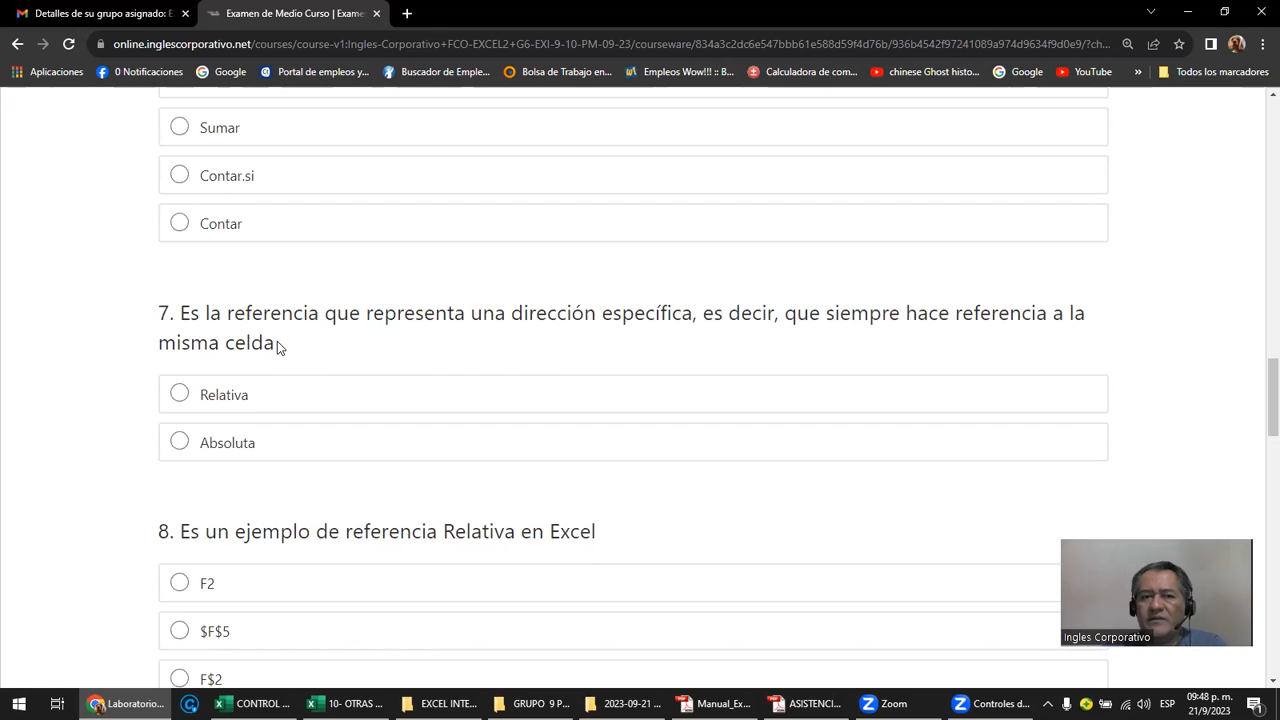 Detalles de su grupo asignado: E
Examen de Medio Curso | Examen
online.inglescorporativo.net/courses/course-v1:Ingles-Corporativo+FCO-EXCEL2+G6-EXI-9-10-PM-09-23/courseware/834a3c2dc6e547bbb61e588d59f4d76b/936b4542f97241089a974d9634f9d0e9/?ch...
Aplicaciones
0 Notificaciones
Google
Portal de empleos y...
Buscador de Emple...
Bolsa de Trabajo en...
Empleos Wow!!! :: B...
Calculadora de com...
chinese Ghost histo...
Google
YouTube
»
Todos los marcadores
Sumar
Contar.si
Contar
7. Es la referencia que representa una dirección específica, es decir, que siempre hace referencia a la
misma celda
Relativa
Absoluta
8. Es un ejemplo de referencia Relativa en Excel
F2
$F$5
F$2
Ingles Corporativo
Laboratorio...
CONTROL ...
10- OTRAS ...
EXCEL INTE...
GRUPO 9 P...
2023-09-21 ...
Manual_Ex...
ASISTENCI...
Zoom
Controles d...
ESP
09:48 p. m.
21/9/2023